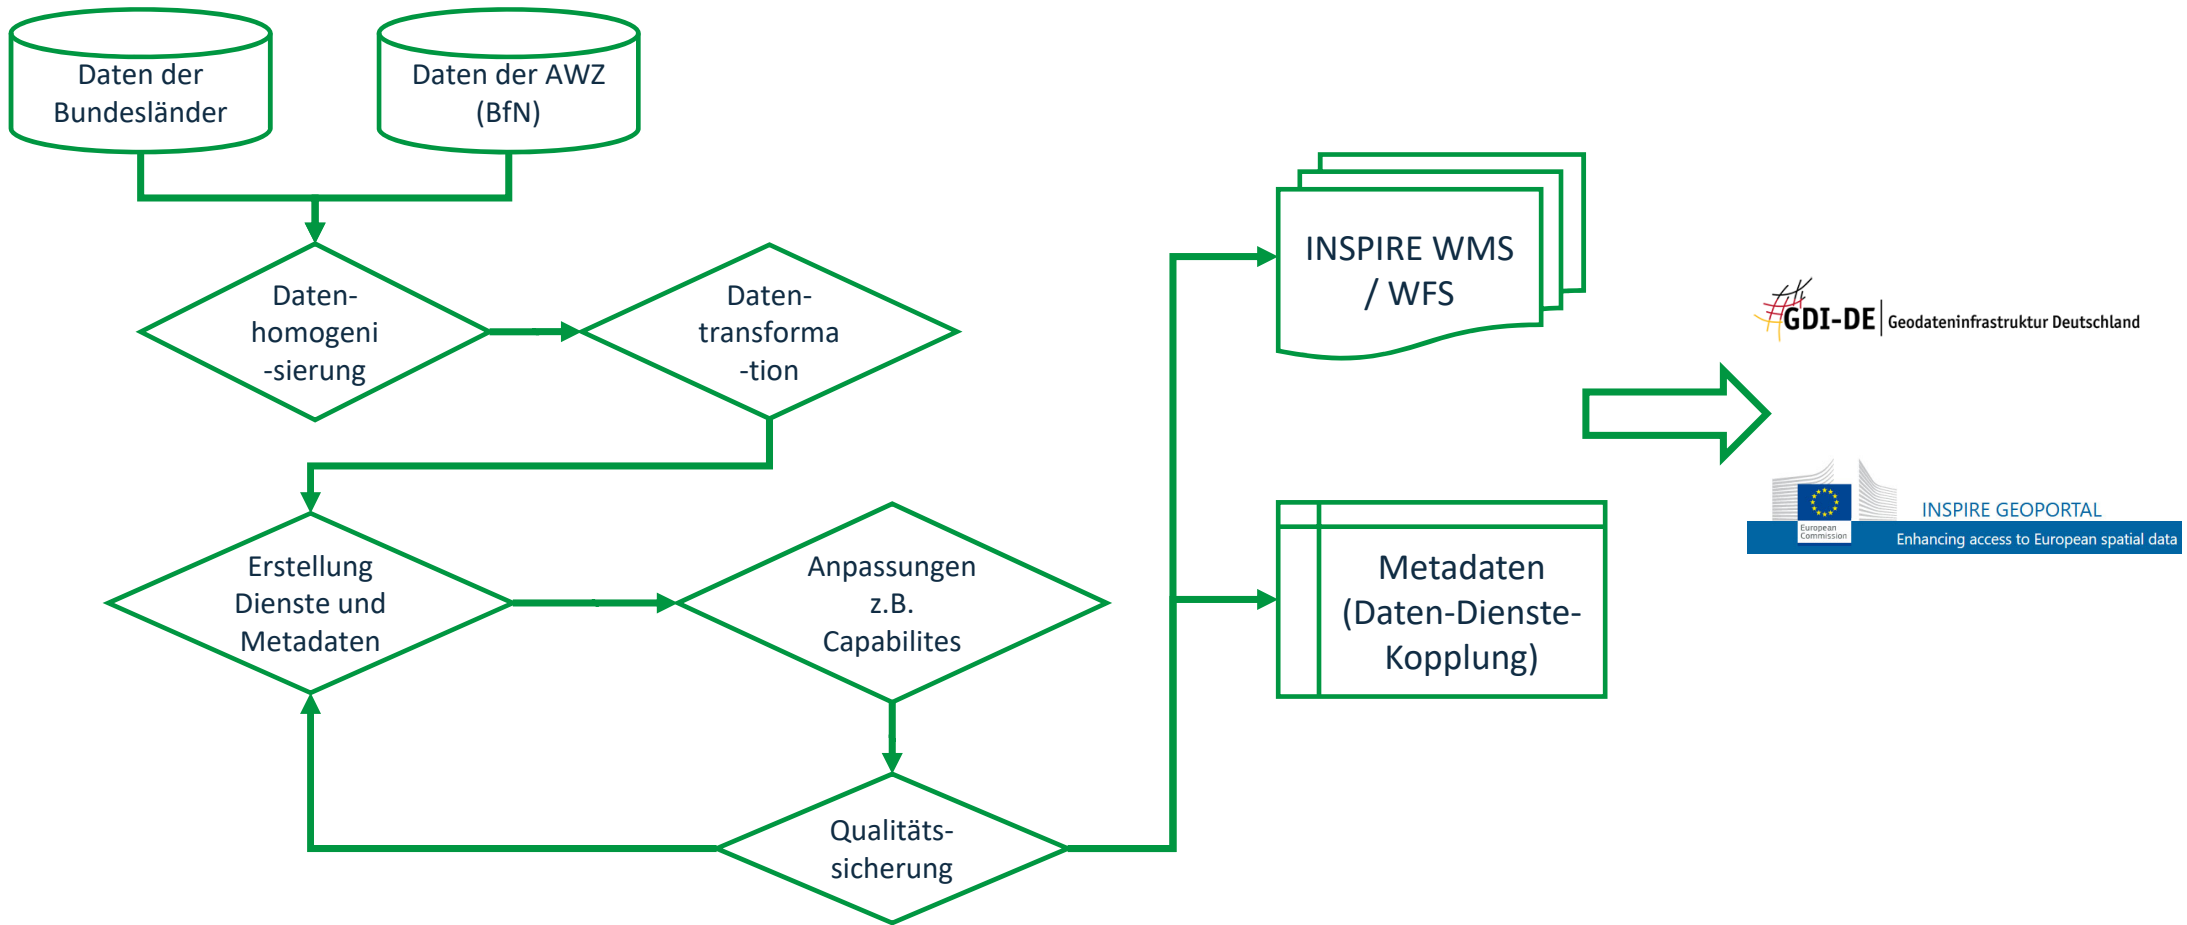 Daten der
Bundesländer
Daten der AWZ
(BfN)
Daten-
homogeni
-sierung
Daten-
transforma
-tion
Erstellung
Dienste und
Metadaten
Anpassungen
z.B.
Capabilites
Qualitäts-
sicherung
INSPIRE WMS
/ WFS
Metadaten
(Daten-Dienste-
Kopplung)
GDI-DE Geodateninfrastruktur Deutschland
European
Commission
INSPIRE GEOPORTAL
Enhancing access to European spatial data